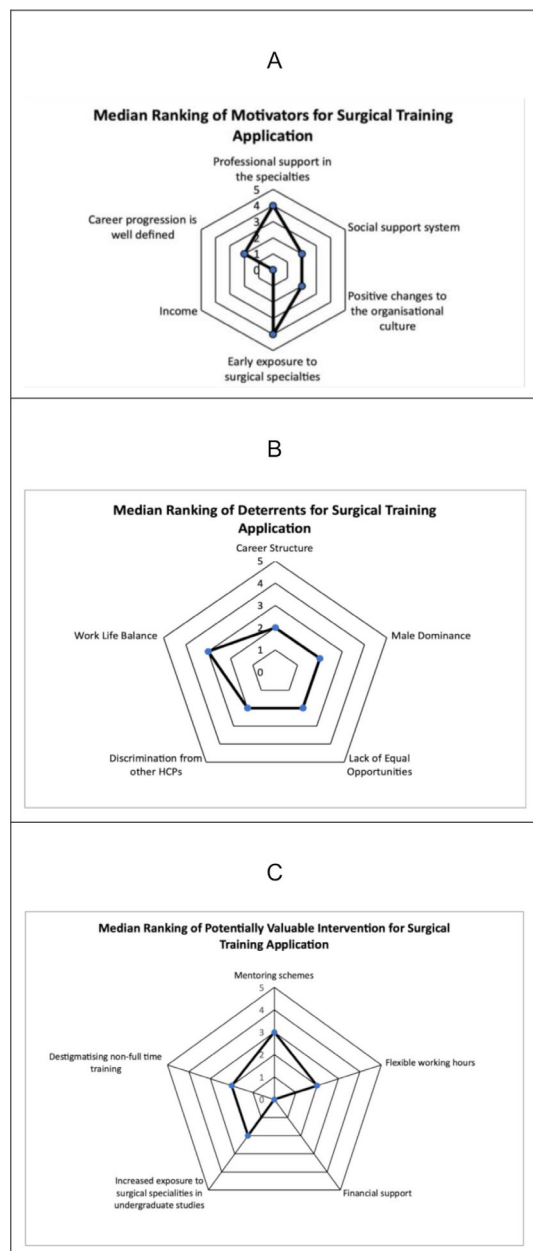 A
Median Ranking of Motivators for Surgical Training
Application
Professional support in
the specialties
5
4
3
2
1
0
Career progression is
well defined
Social support system
Income
Positive changes to
the organisational
culture
Early exposure to
surgical specialties
B
Median Ranking of Deterrents for Surgical Training
Application
Career Structure
5
4
3
2
1
0
Work Life Balance
Male Dominance
Discrimination from
other HCPs
Lack of Equal
Opportunities
C
Median Ranking of Potentially Valuable Intervention for Surgical
Training Application
Mentoring schemes
5
4
3
2
1
0
Destigmatising non-full time
training
Flexible working hours
Increased exposure to
surgical specialities in
undergraduate studies
Financial support